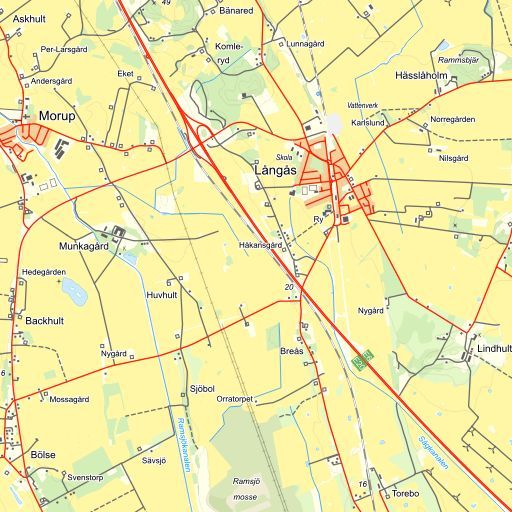 Bänared
Askhult
Komle-
ryd
Lunnagård
Per-Larsgård
Rammsbjär
Eket
Hässlåholm
Andersgård
Vattenverk
Morup
Karlslund
Norregården
Skola
Nilsgård
Långås
Ry
Munkagård
Håkansgård
Hedegården
20
Huvhult
Nygård
Backhult
Lindhult
Nygård
Breås
Sjöbol
Mossagård
Orratorpet
Ramsjökanalen
Sågkanalen
Bölse
Sävsjö
Svenstorp
Ramsjö
mosse
16
Torebo